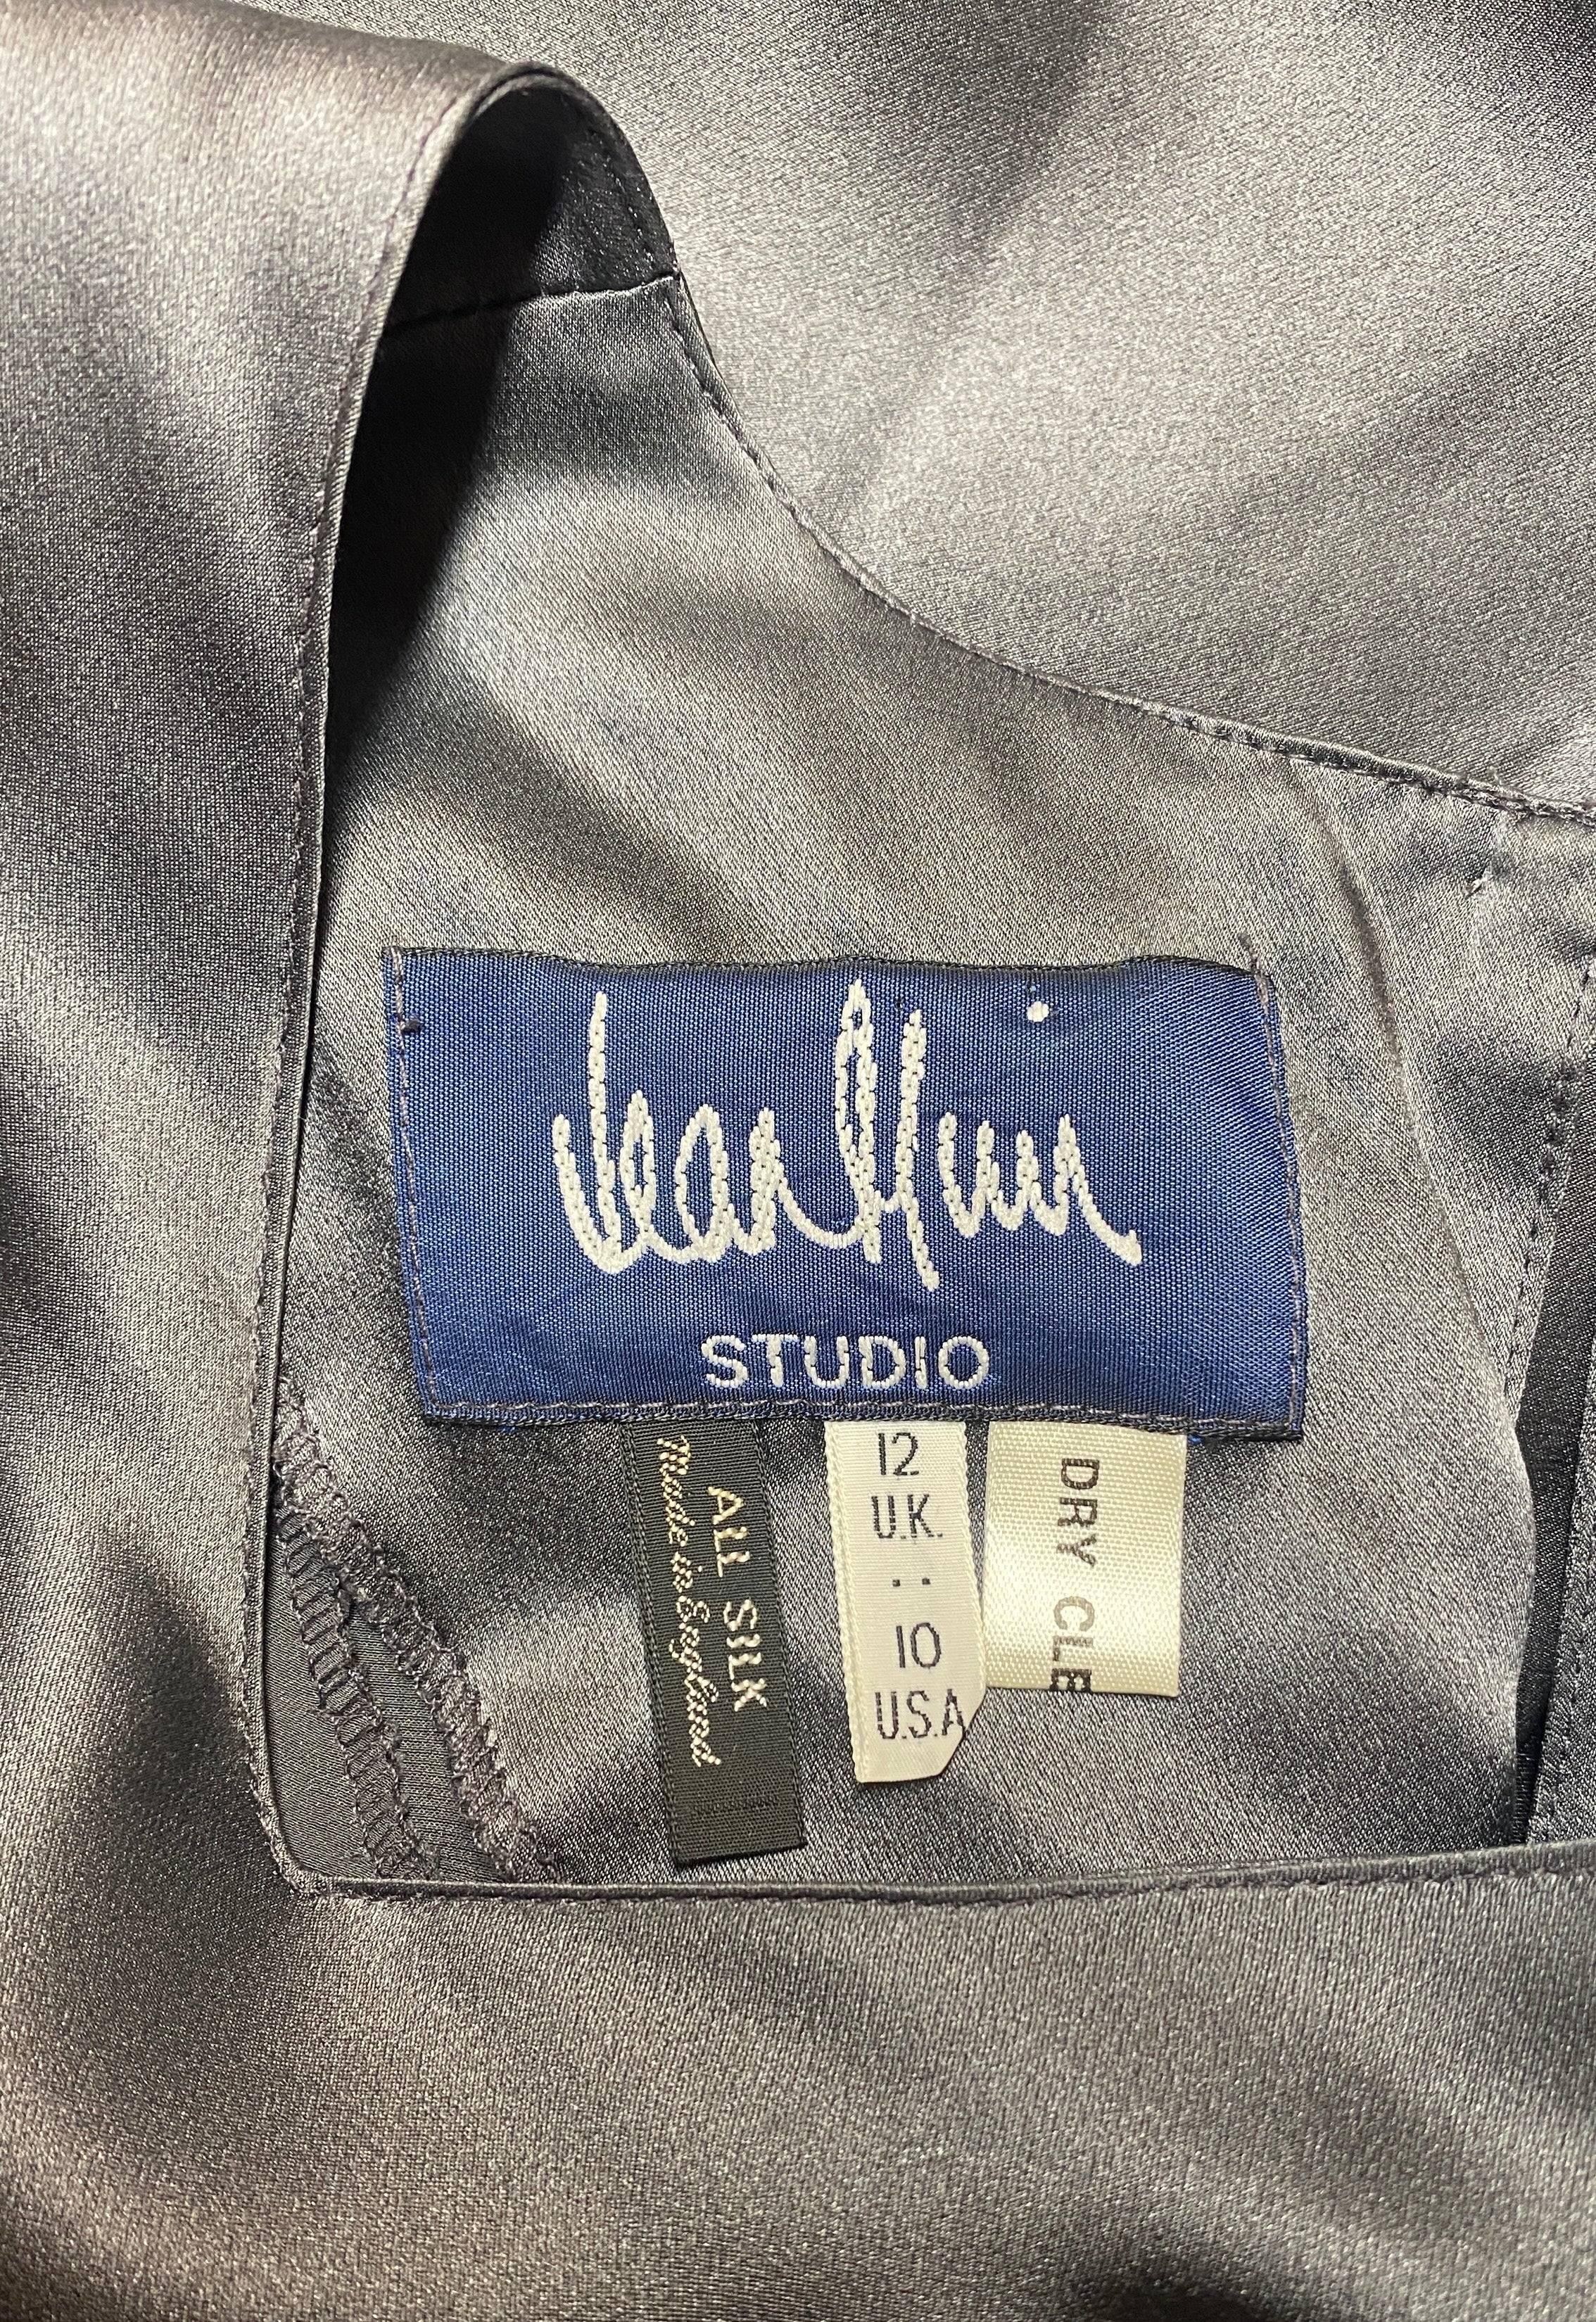 Jean Muir
STUDIO
ALL SILK
Made in England
12
U.K.
..
10
U.S.A
DRY CLE